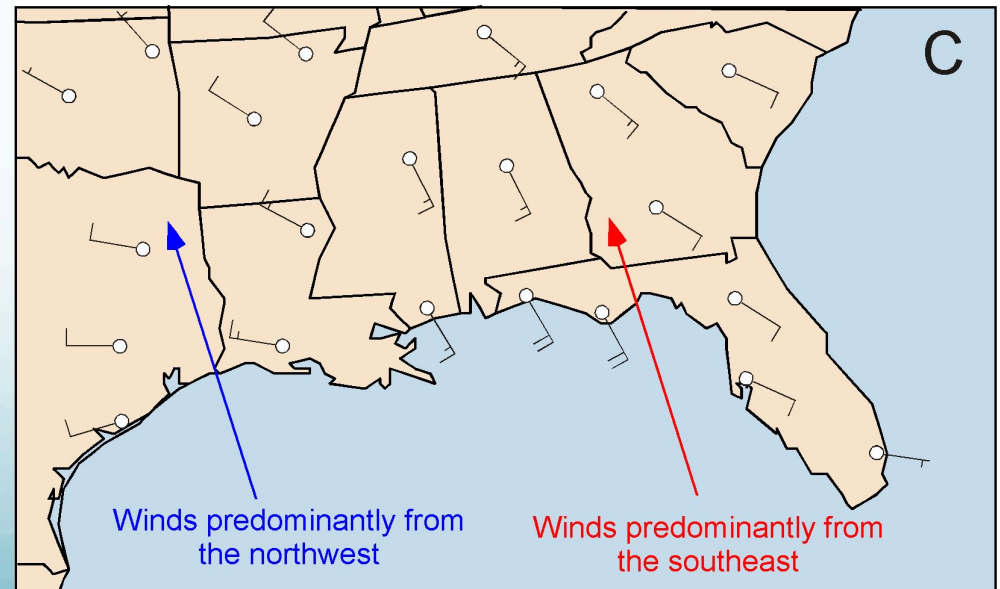 C
Winds predominantly from
the northwest
Winds predominantly from
the southeast